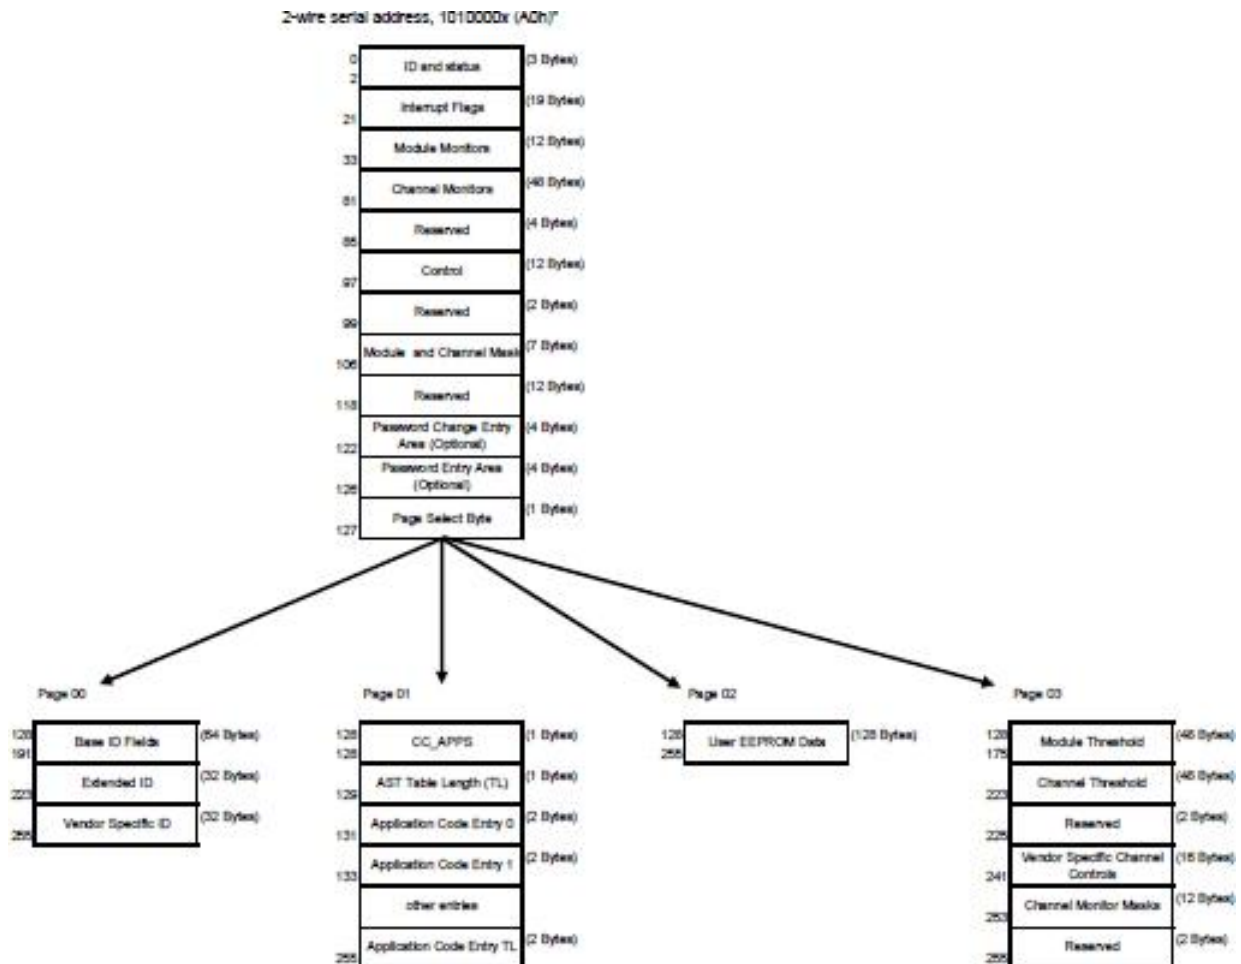 2-wire serial address, 1010000x (A0h)"
0
2
ID and status
(3 Bytes)
21
Interrupt Flags
(19 Bytes)
33
Module Monitors
(12 Bytes)
81
Channel Monitors
(48 Bytes)
85
Reserved
(4 Bytes)
97
Control
(12 Bytes)
99
Reserved
(2 Bytes)
106
Module and Channel Mask
(7 Bytes)
118
Reserved
(12 Bytes)
122
Password Change Entry
Area (Optional)
(4 Bytes)
126
Password Entry Area
(Optional)
(4 Bytes)
127
Page Select Byte
(1 Bytes)
Page 00
128
191
Base ID Fields
(64 Bytes)
223
Extended ID
(32 Bytes)
255
Vendor Specific ID
(32 Bytes)
Page 01
128
128
CC_APPS
(1 Bytes)
129
AST Table Length (TL)
(1 Bytes)
131
Application Code Entry 0
(2 Bytes)
133
Application Code Entry 1
(2 Bytes)
other entries
255
Application Code Entry TL
(2 Bytes)
Page 02
128
255
User EEPROM Data
(128 Bytes)
Page 03
128
175
Module Threshold
(48 Bytes)
223
Channel Threshold
(48 Bytes)
225
Reserved
(2 Bytes)
241
Vendor Specific Channel
Controls
(16 Bytes)
253
Channel Monitor Masks
(12 Bytes)
255
Reserved
(2 Bytes)